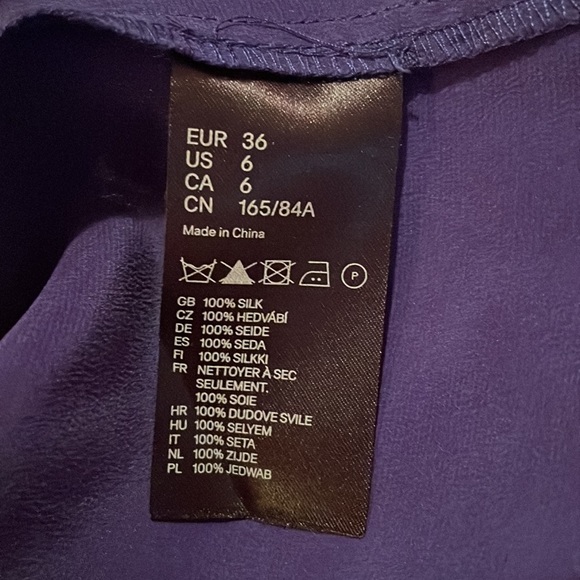 EUR 36
US 6
CA 6
CN 165/84A
Made in China
P
GB 100% SILK
CZ 100% HEDVÁBÍ
DE 100% SEIDE
ES 100% SEDA
FI 100% SILKKI
FR NETTOYER À SEC
SEULEMENT.
100% SOIE
HR 100% DUDOVE SVILE
HU 100% SELYEM
IT 100% SETA
NL 100% ZIJDE
PL 100% JEDWAB